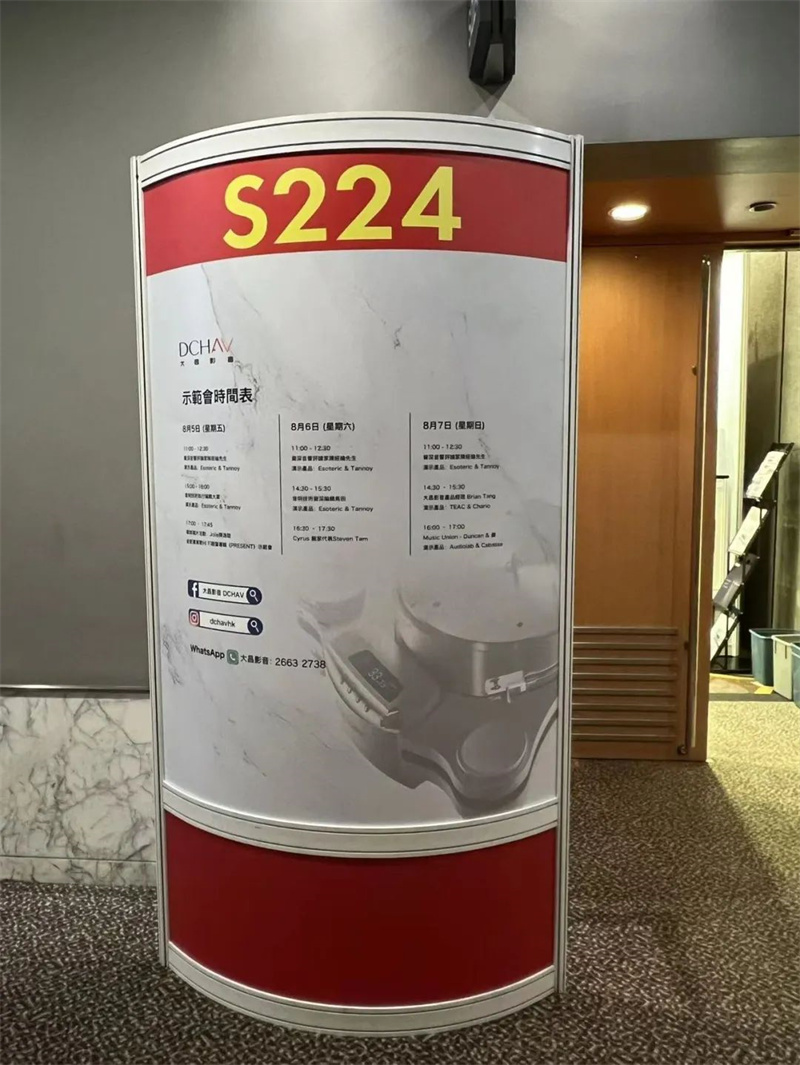 S224
DCHAV
大昌影音
示範會時間表
8月5日 (星期五)
11:00 - 12:30
演示產品: Esoteric & Tannoy
15:30 - 16:00
演示產品: Esoteric & Tannoy
17:00 - 17:45
8月6日 (星期六)
11:00 - 12:30
演示產品: Esoteric & Tannoy
14:30 - 15:30
演示產品: Esoteric & Tannoy
16:30 - 17:30
Cyrus 廠家代表Steven Tam
8月7日 (星期日)
11:00 - 12:30
演示產品: Esoteric & Tannoy
14:30 - 15:30
大昌影音產品經理 Brian Tong
演示產品: TEAC & Chario
16:00 - 17:00
Music Union - Duncan &
演示產品: Audiolab & Cabasse
大昌影音 DCHAV
dchavhk
WhatsApp 大昌影音: 2663 2738